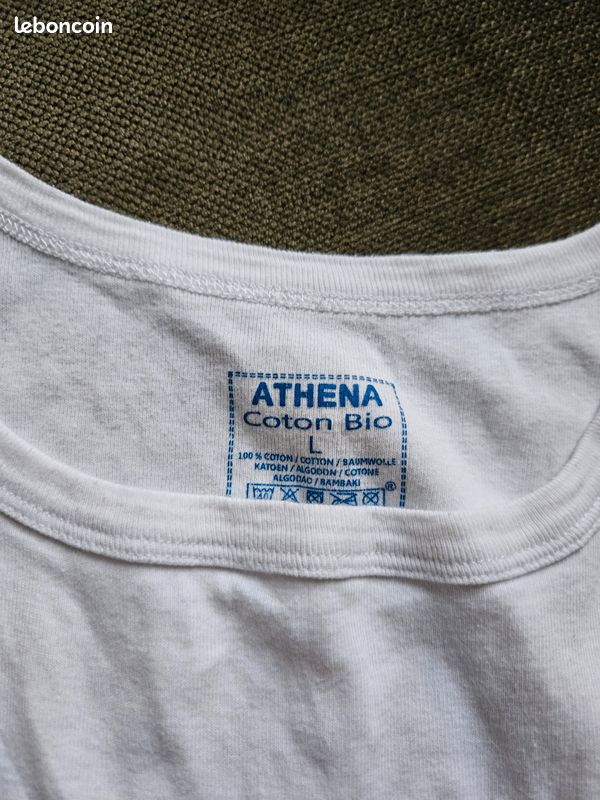 leboncoin
ATHENA
Coton Bio
L
100 % COTON / COTTON / BAUMWOLLE
KATOEN / ALGODON / COTONE
ALGODAO / BAMBAKI
®